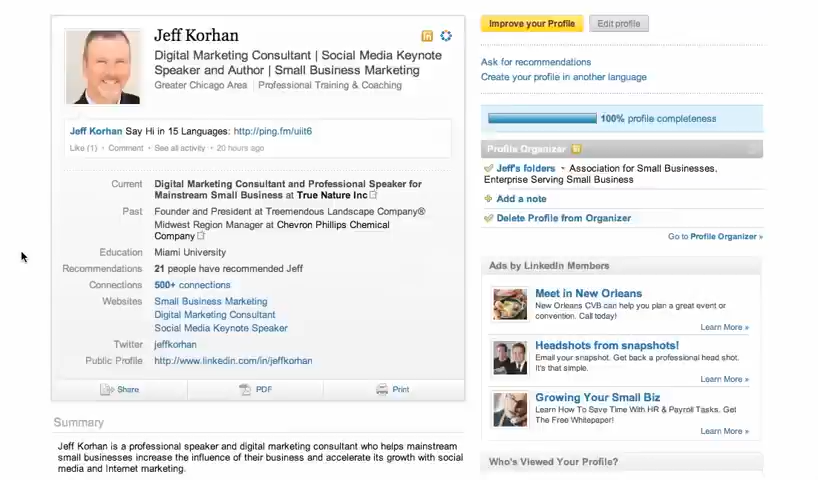 Jeff Korhan
Digital Marketing Consultant | Social Media Keynote
Speaker and Author | Small Business Marketing
Greater Chicago Area | Professional Training & Coaching
Jeff Korhan Say Hi in 15 Languages: http://ping.fm/uiit6
Like (1) • Comment • See all activity • 20 hours ago
Current Digital Marketing Consultant and Professional Speaker for
Mainstream Small Business at True Nature Inc
Past Founder and President at Treemendous Landscape Company®
Midwest Region Manager at Chevron Phillips Chemical
Company
Education Miami University
Recommendations 21 people have recommended Jeff
Connections 500+ connections
Websites Small Business Marketing
Digital Marketing Consultant
Social Media Keynote Speaker
Twitter jeffkorhan
Public Profile http://www.linkedin.com/in/jeffkorhan
Share PDF Print
Summary
Jeff Korhan is a professional speaker and digital marketing consultant who helps mainstream
small businesses increase the influence of their business and accelerate its growth with social
media and Internet marketing.
Improve your Profile Edit profile
Ask for recommendations
Create your profile in another language
100% profile completeness
Profile Organizer
Jeff's folders - Association for Small Businesses,
Enterprise Serving Small Business
Add a note
Delete Profile from Organizer
Go to Profile Organizer »
Ads by LinkedIn Members
Meet in New Orleans
New Orleans CVB can help you plan a great event or
convention. Call today!
Learn More »
Headshots from snapshots!
Email your snapshot. Get back a professional head shot.
It's that simple.
Learn More »
Growing Your Small Biz
Learn How To Save Time With HR & Payroll Tasks. Get
The Free Whitepaper!
Learn More »
Who's Viewed Your Profile?